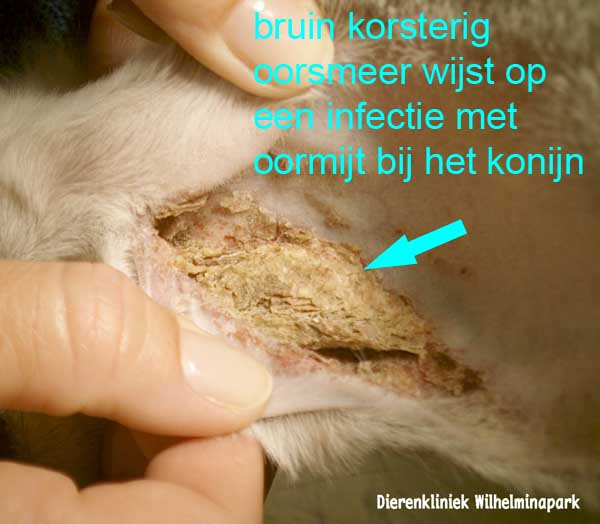 bruin korsterig
oorsmeer wijst op
een infectie met
oormijt bij het konijn
Dierenkliniek Wilhelminapark